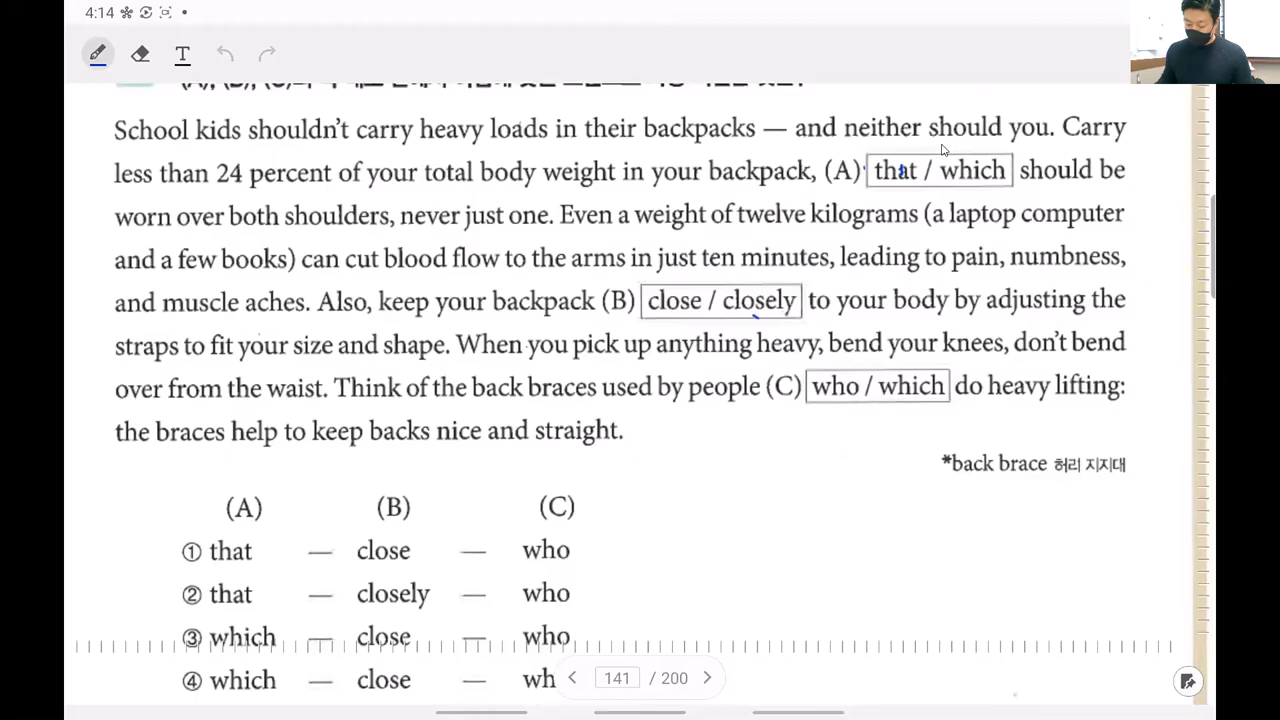 4:14
T
School kids shouldn't carry heavy loads in their backpacks — and neither should you. Carry
less than 24 percent of your total body weight in your backpack, (A) that / which should be
worn over both shoulders, never just one. Even a weight of twelve kilograms (a laptop computer
and a few books) can cut blood flow to the arms in just ten minutes, leading to pain, numbness,
and muscle aches. Also, keep your backpack (B) close / closely to your body by adjusting the
straps to fit your size and shape. When you pick up anything heavy, bend your knees, don't bend
over from the waist. Think of the back braces used by people (C) who / which do heavy lifting:
the braces help to keep backs nice and straight.
*back brace 허리 지지대
(A) (B) (C)
① that — close — who
② that — closely — who
③ which — close — who
④ which — close — wh
141 / 200